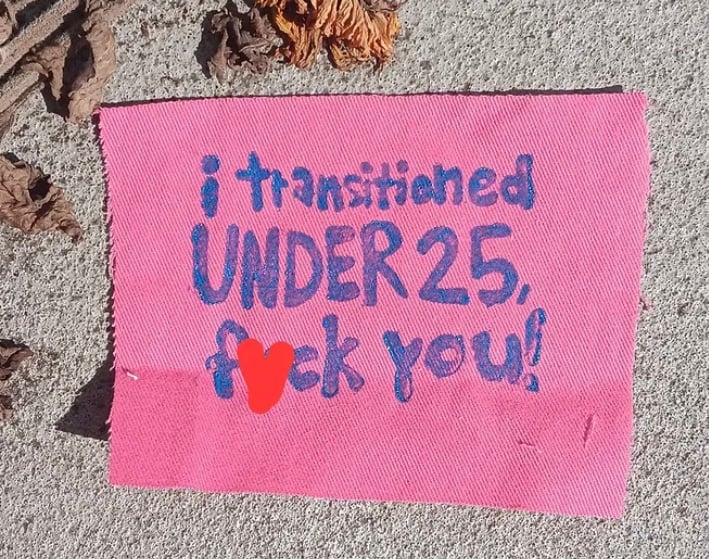 i transitioned
UNDER 25,
f❤ck you!